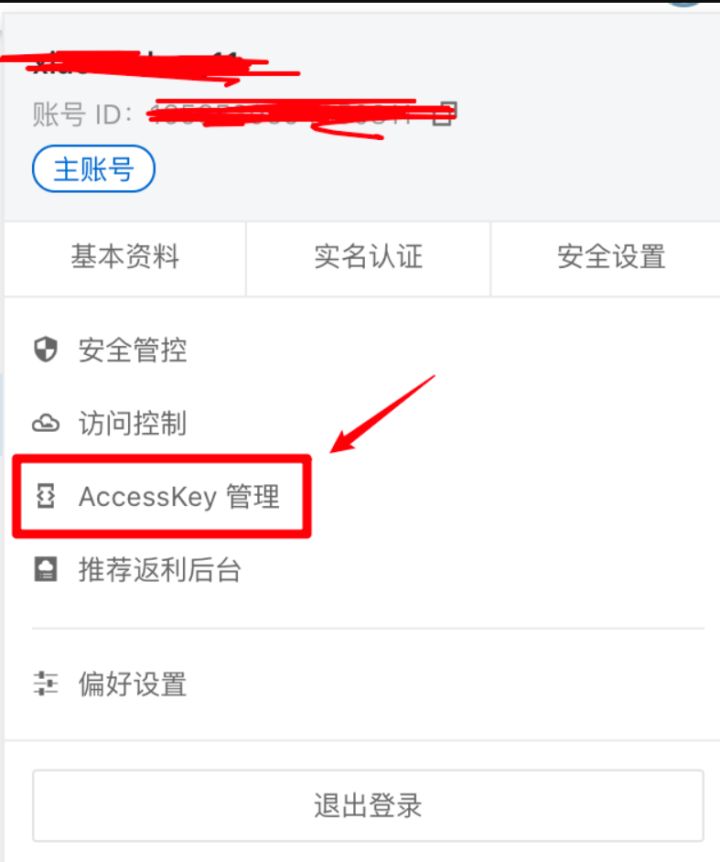 账号 ID:
主账号
基本资料 实名认证 安全设置
安全管控
访问控制
AccessKey 管理
推荐返利后台
偏好设置
退出登录